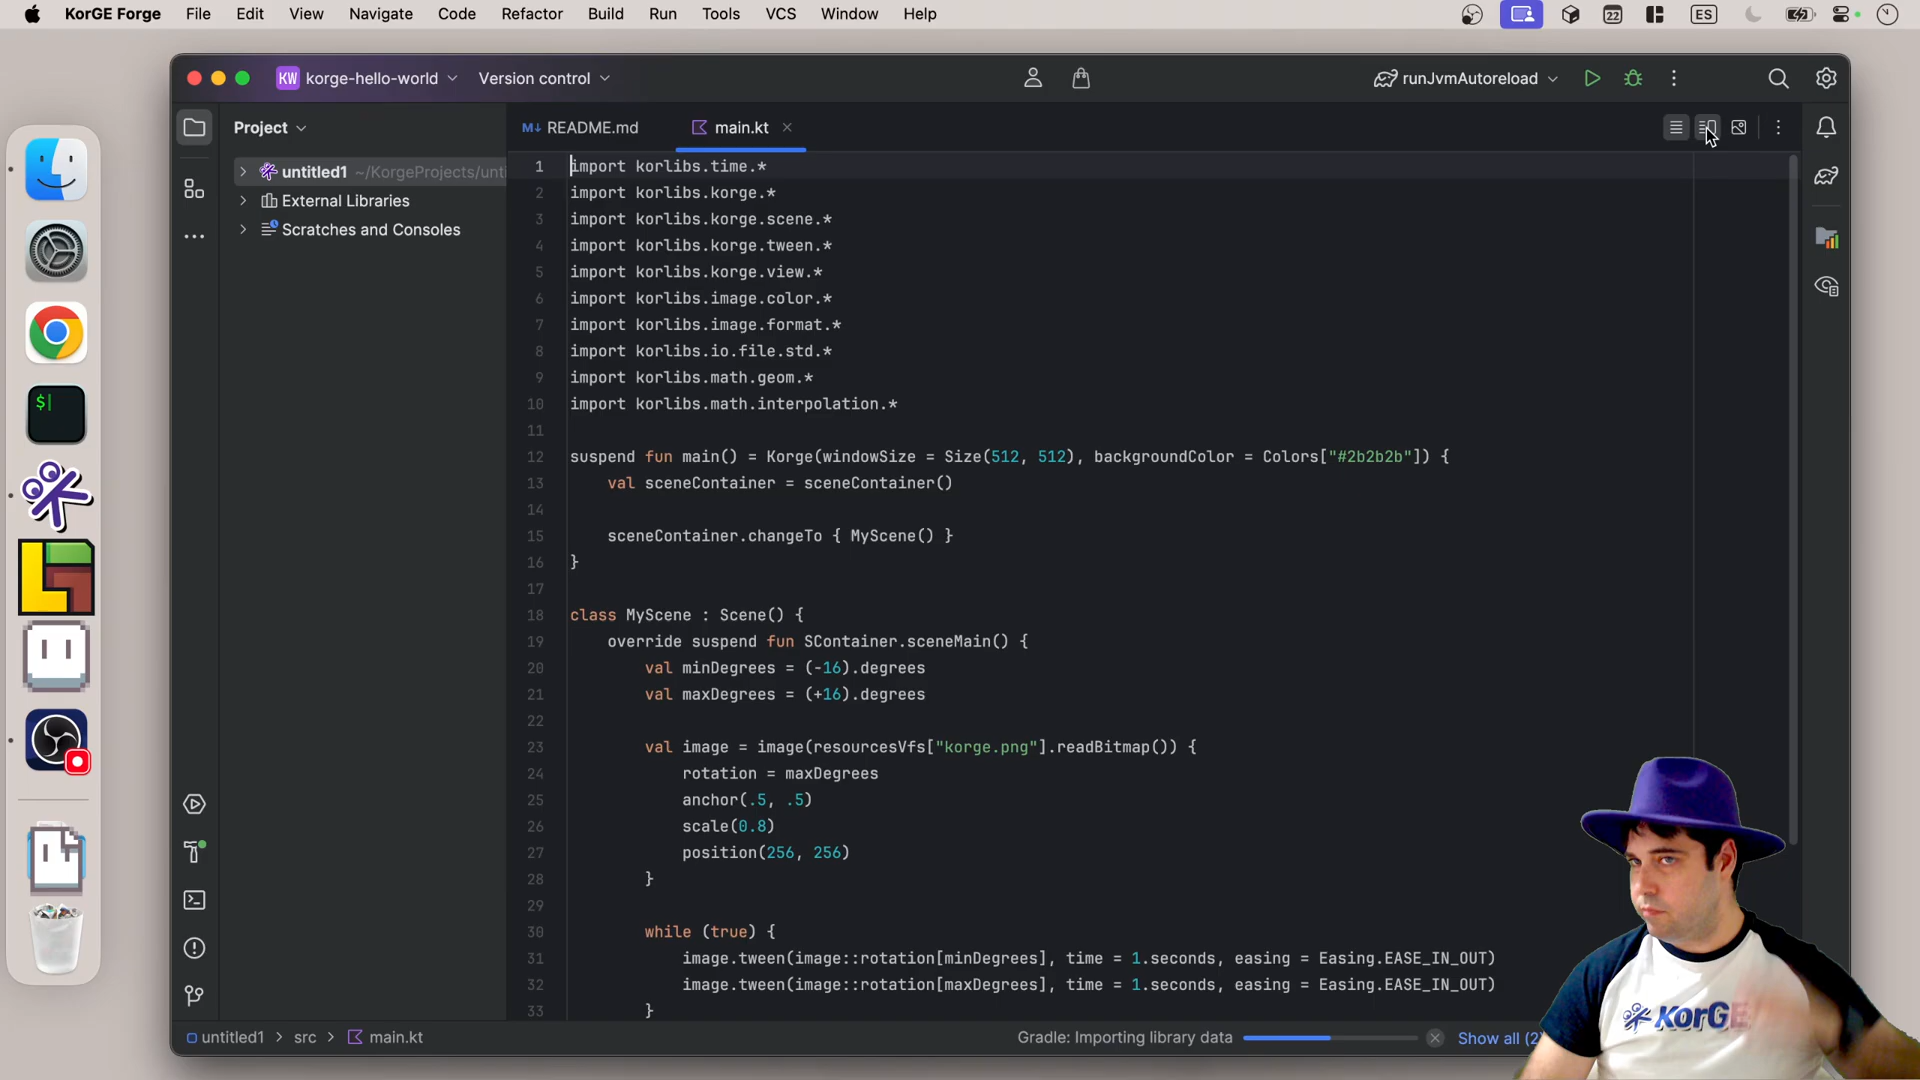 KorGE Forge File Edit View Navigate Code Refactor Build Run Tools VCS Window Help 22 ES
KW korge-hello-world Version control runJvmAutoreload
Project M↓ README.md main.kt
untitled1 ~/KorgeProjects/unti
External Libraries
Scratches and Consoles
$
1 import korlibs.time.*
2 import korlibs.korge.*
3 import korlibs.korge.scene.*
4 import korlibs.korge.tween.*
5 import korlibs.korge.view.*
6 import korlibs.image.color.*
7 import korlibs.image.format.*
8 import korlibs.io.file.std.*
9 import korlibs.math.geom.*
10 import korlibs.math.interpolation.*
11
12 suspend fun main() = Korge(windowSize = Size(512, 512), backgroundColor = Colors["#2b2b2b"]) {
13 val sceneContainer = sceneContainer()
14
15 sceneContainer.changeTo { MyScene() }
16 }
17
18 class MyScene : Scene() {
19 override suspend fun SContainer.sceneMain() {
20 val minDegrees = (-16).degrees
21 val maxDegrees = (+16).degrees
22
23 val image = image(resourcesVfs["korge.png"].readBitmap()) {
24 rotation = maxDegrees
25 anchor(.5, .5)
26 scale(0.8)
27 position(256, 256)
28 }
29
30 while (true) {
31 image.tween(image::rotation[minDegrees], time = 1.seconds, easing = Easing.EASE_IN_OUT)
32 image.tween(image::rotation[maxDegrees], time = 1.seconds, easing = Easing.EASE_IN_OUT)
33 }
KorGE
untitled1 > src > main.kt Gradle: Importing library data Show all (2